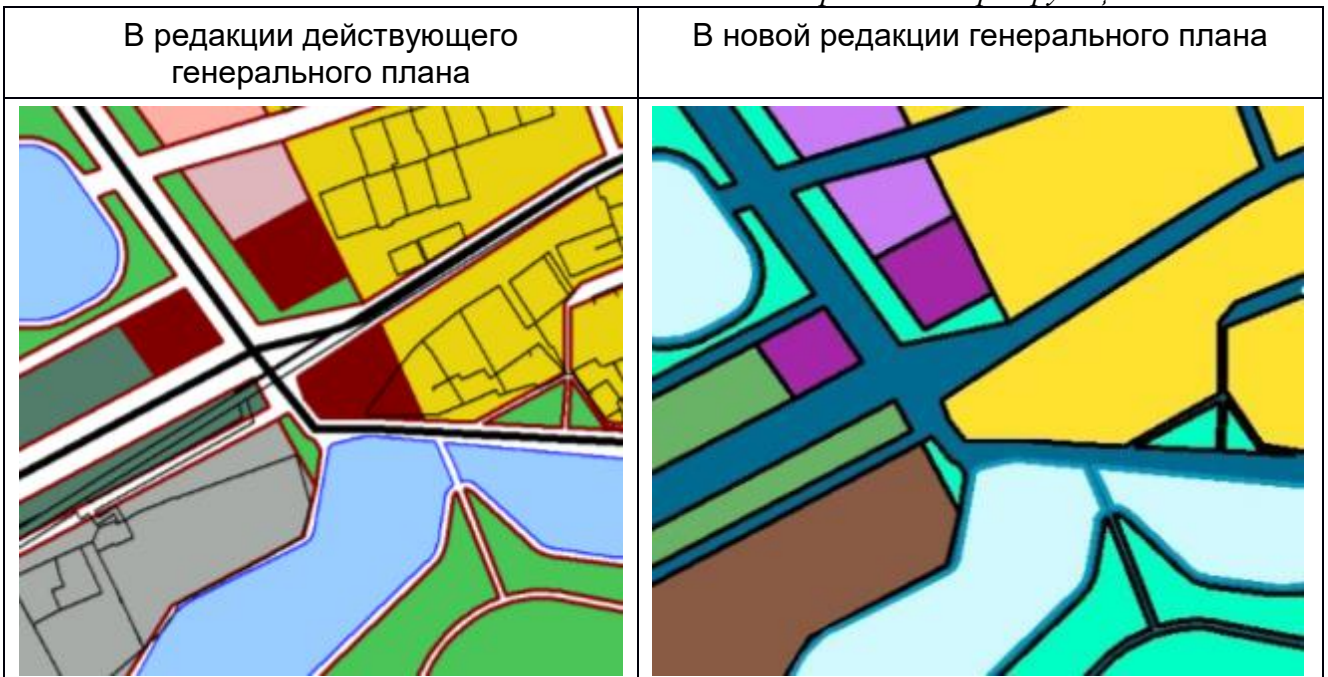 В редакции действующего
генерального плана
В новой редакции генерального плана